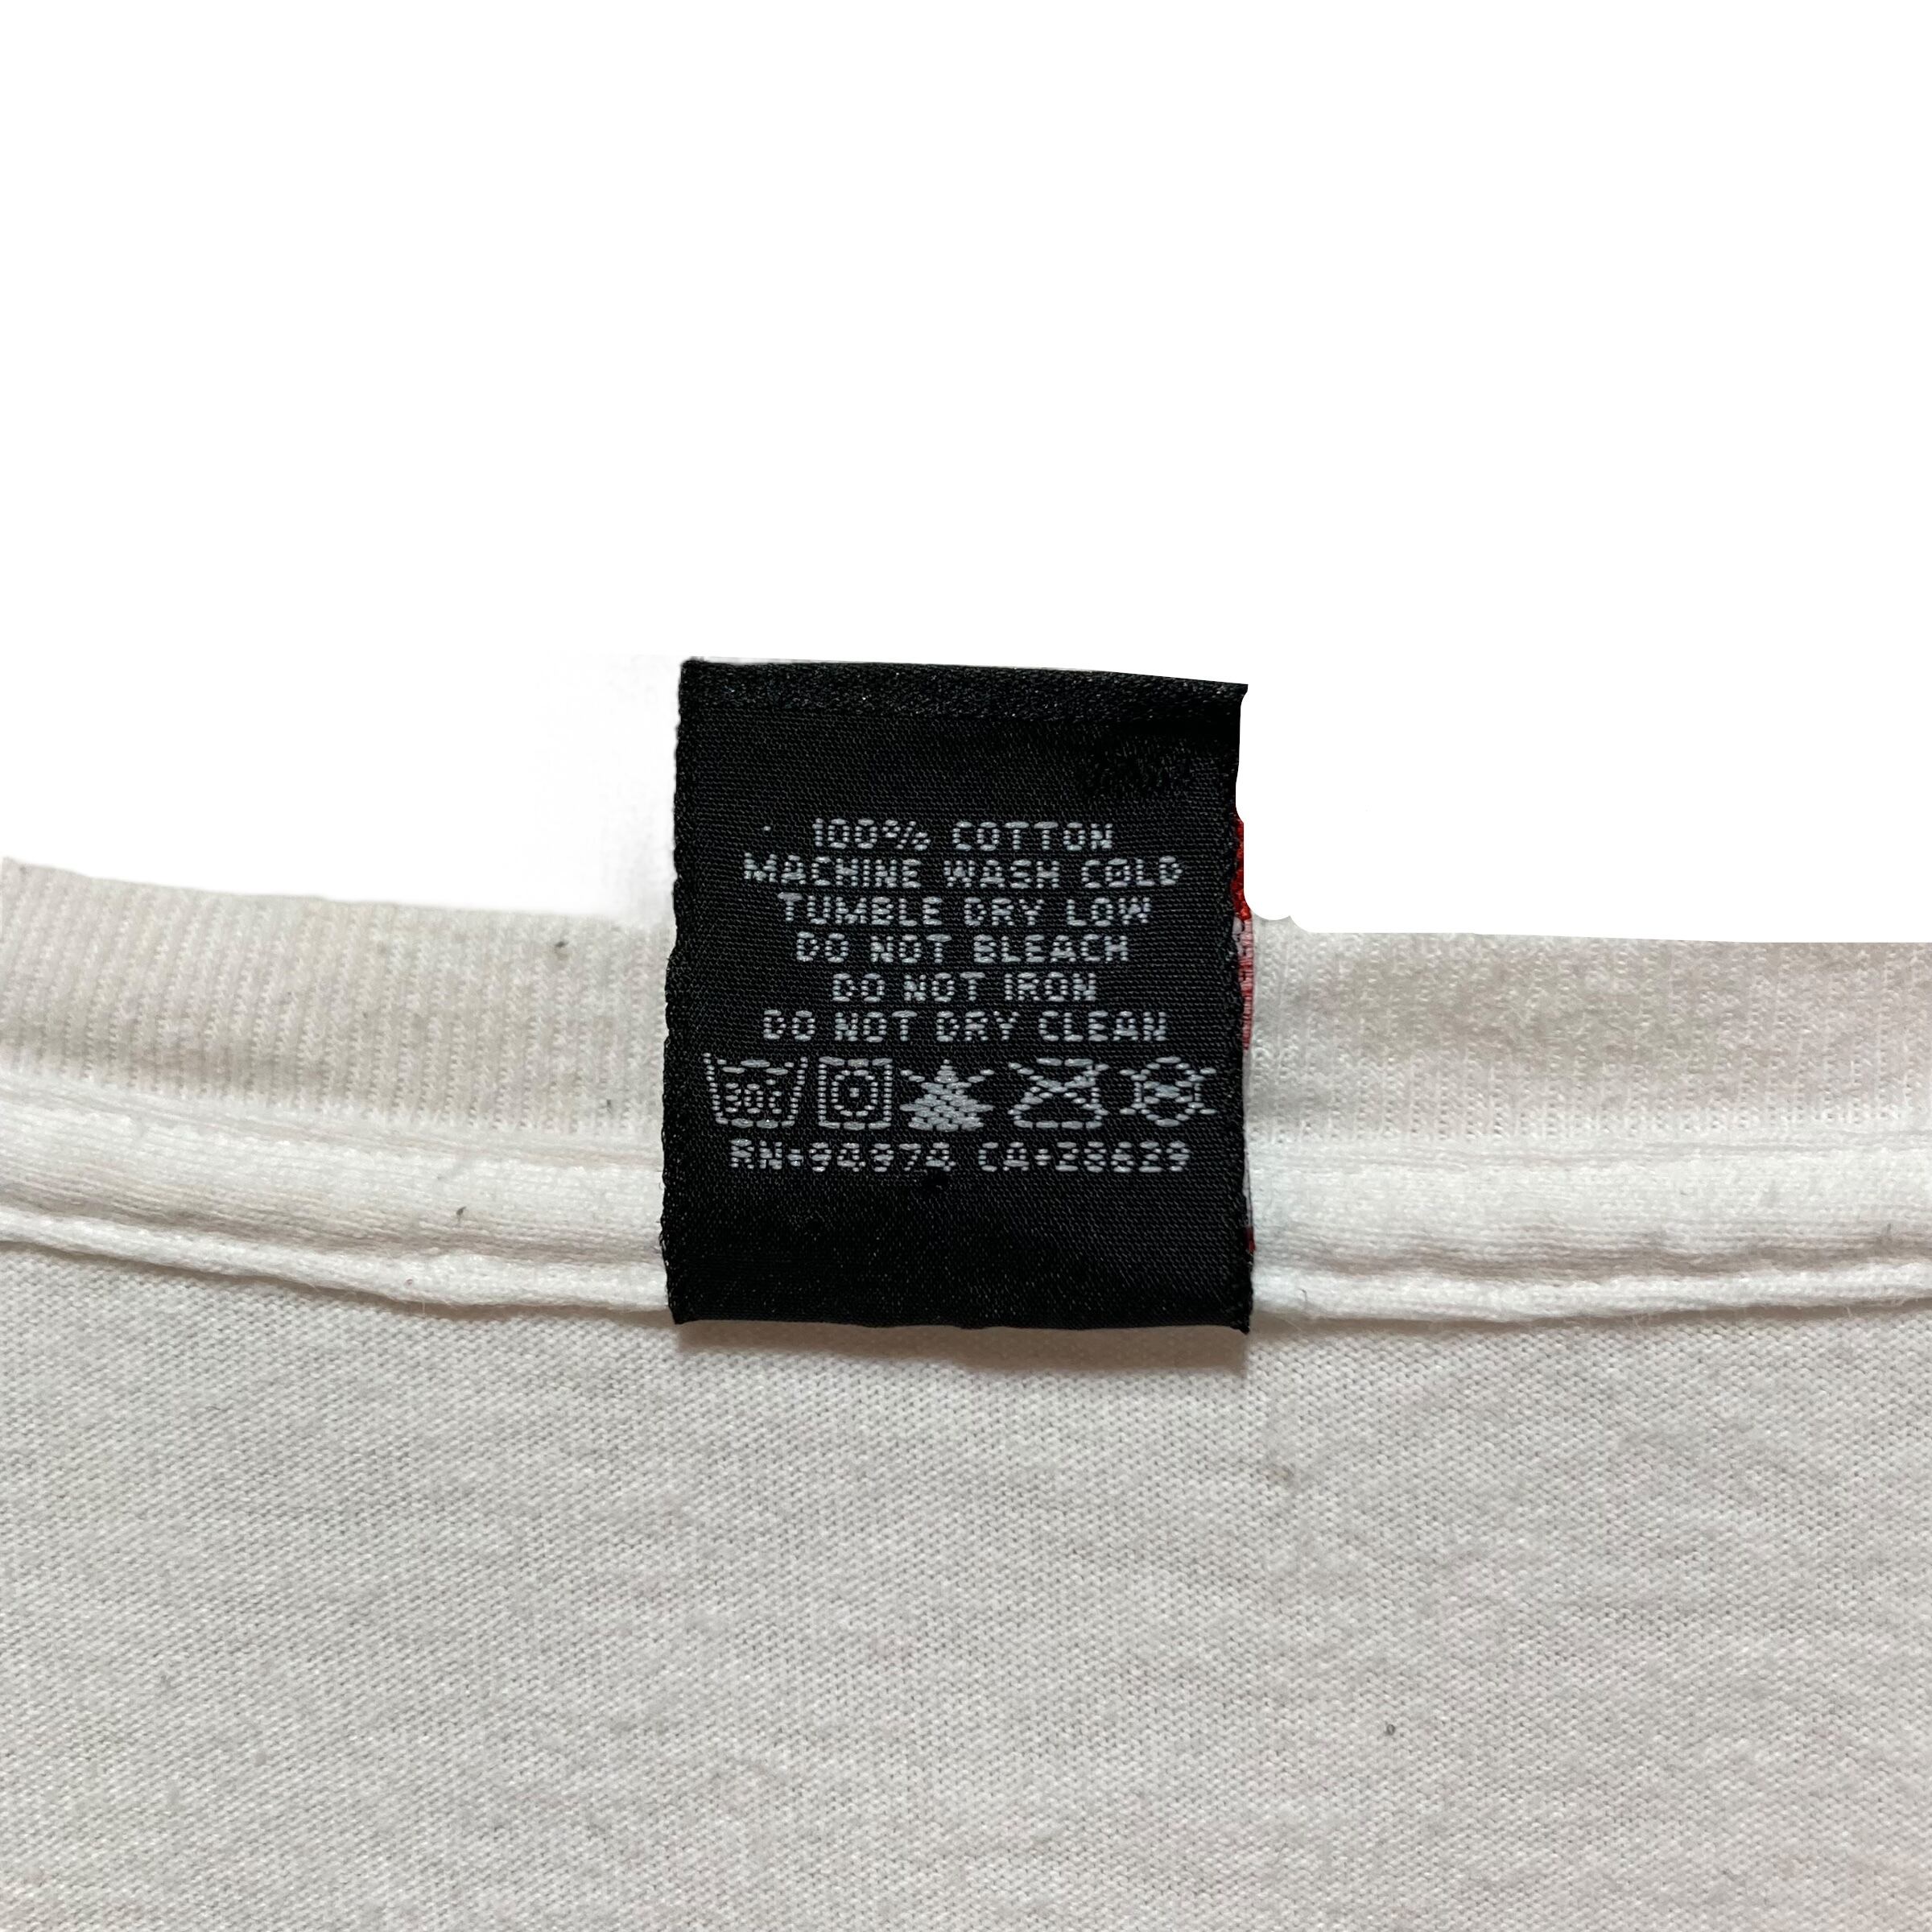 100% COTTON
MACHINE WASH COLD
TUMBLE DRY LOW
DO NOT BLEACH
DO NOT IRON
DO NOT DRY CLEAN
30C
RN#94974 CA#28629